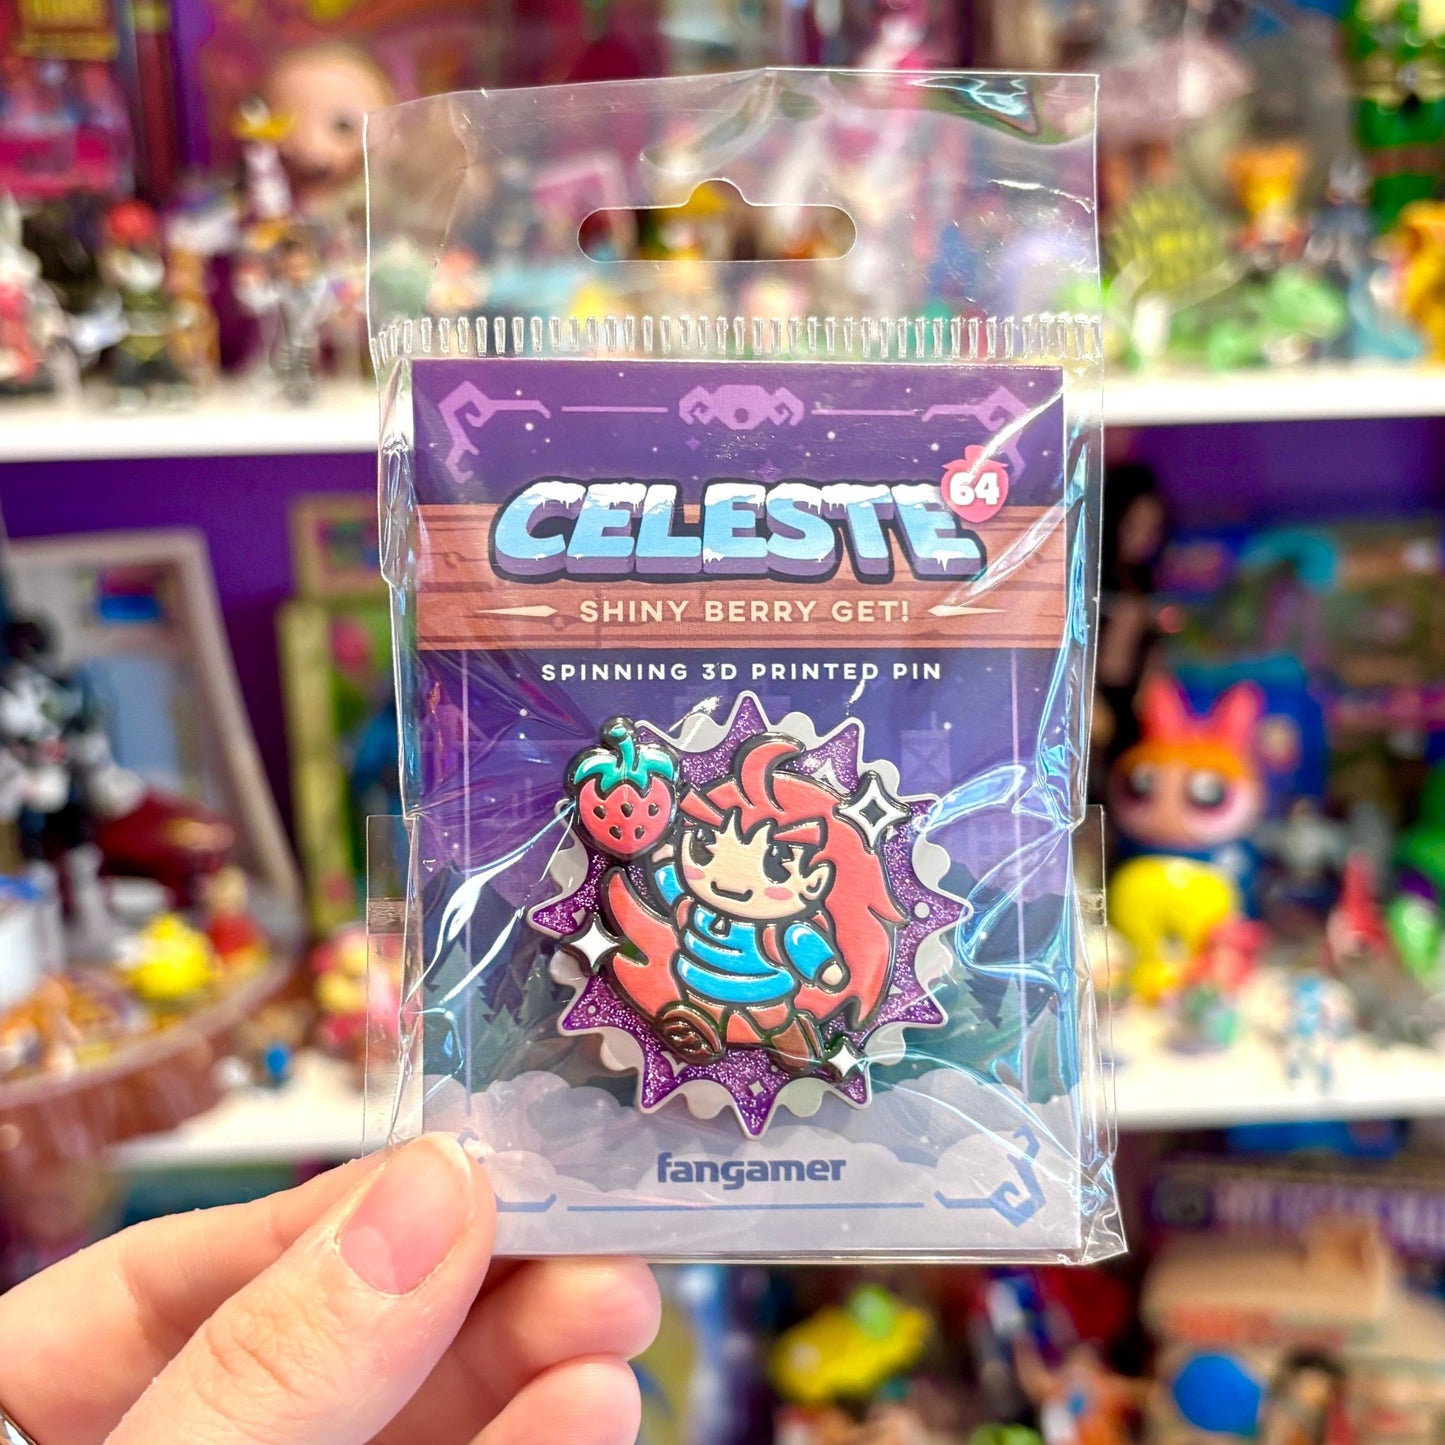 CELESTE 64
SHINY BERRY GET!
SPINNING 3D PRINTED PIN
fangamer